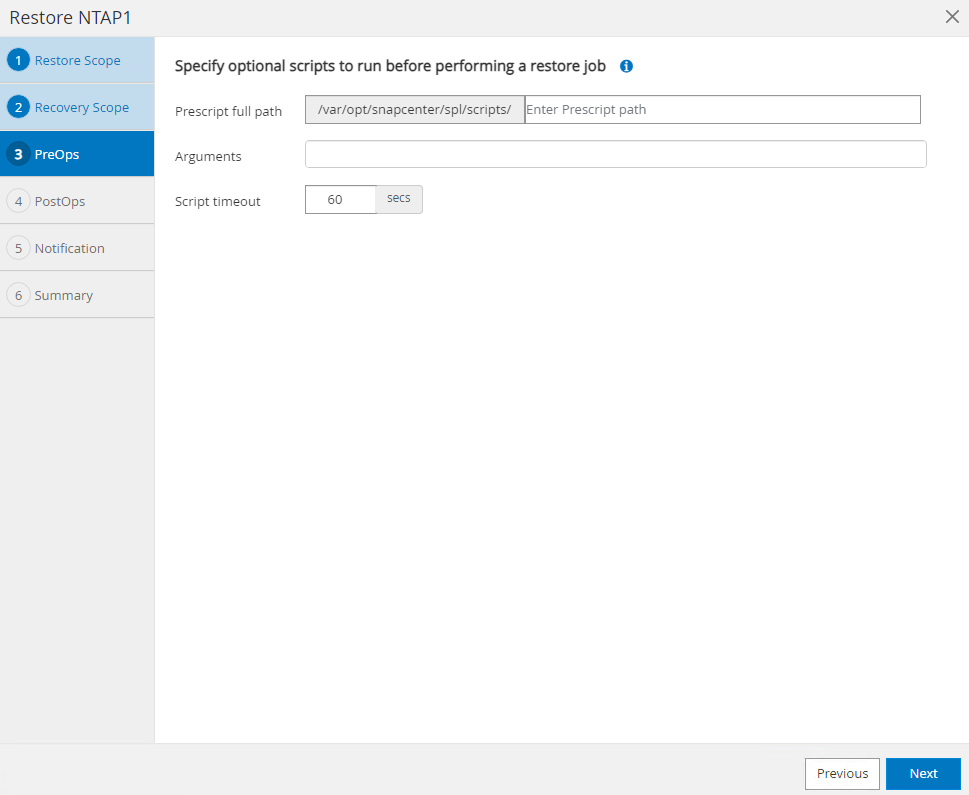 Restore NTAP1
1 Restore Scope
2 Recovery Scope
3 PreOps
4 PostOps
5 Notification
6 Summary
Specify optional scripts to run before performing a restore job
Prescript full path /var/opt/snapcenter/spl/scripts/ Enter Prescript path
Arguments
Script timeout 60 secs
Previous Next